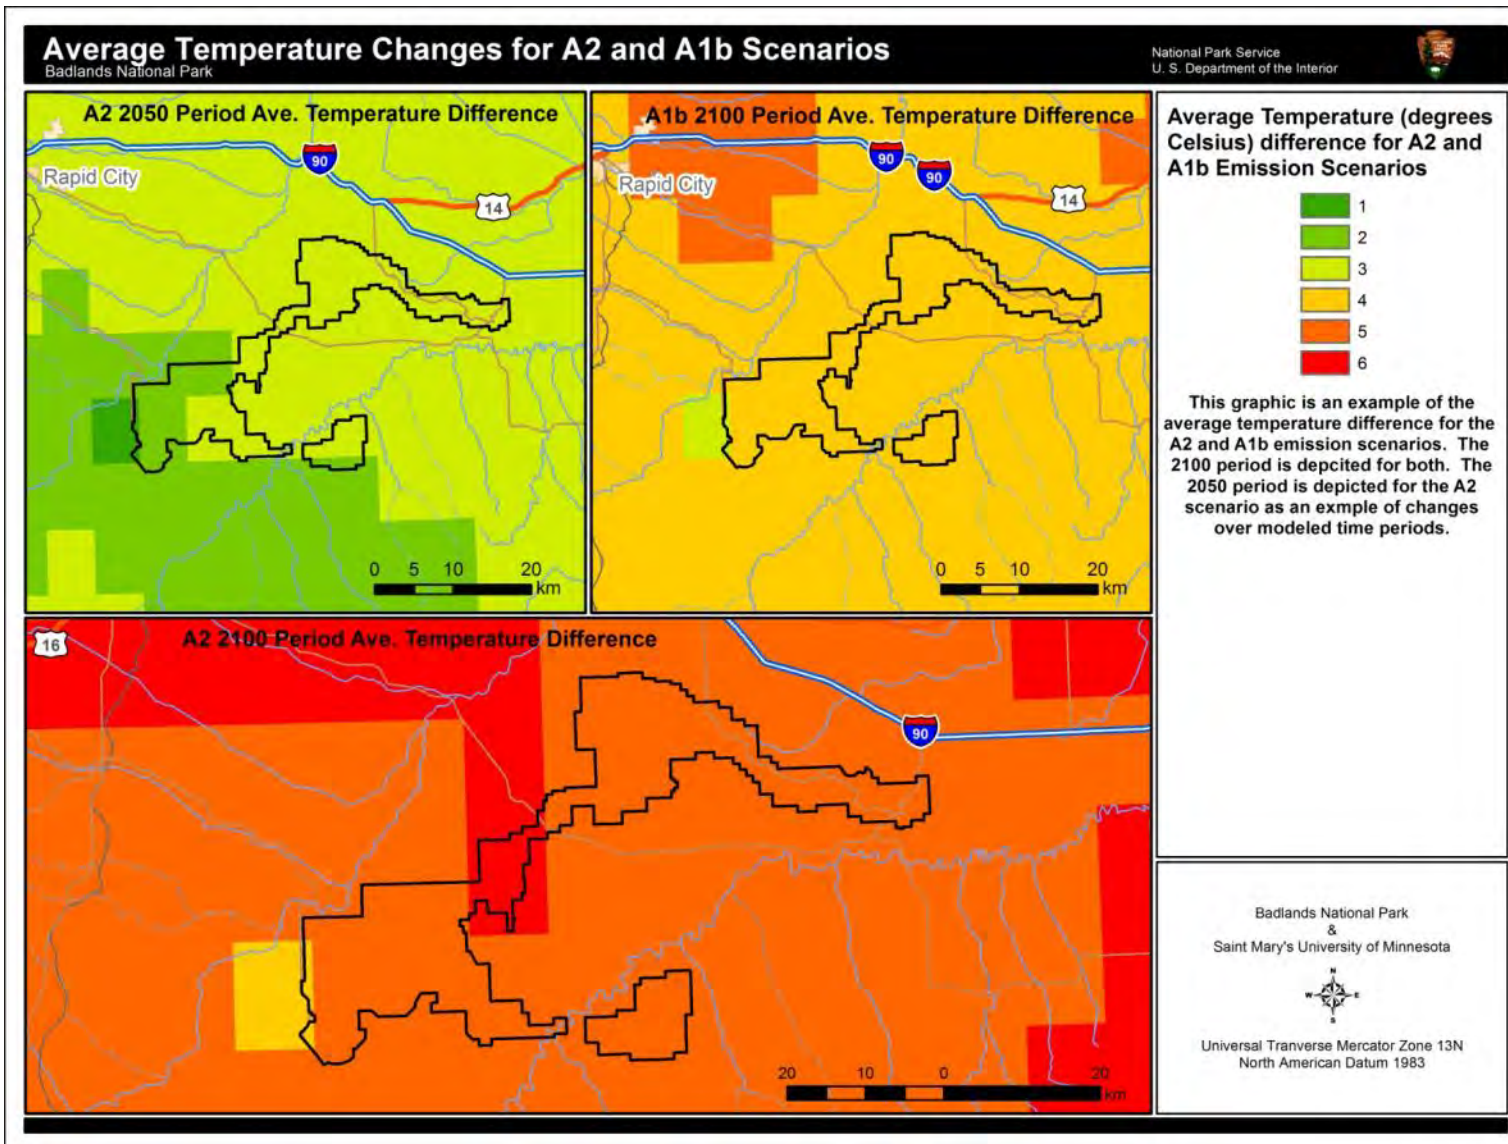 Average Temperature Changes for A2 and A1b Scenarios
Badlands National Park
National Park Service
U. S. Department of the Interior
A2 2050 Period Ave. Temperature Difference
90
Rapid City
14
0 5 10 20
km
A1b 2100 Period Ave. Temperature Difference
90
90
Rapid City
14
0 5 10 20
km
Average Temperature (degrees
Celsius) difference for A2 and
A1b Emission Scenarios
1
2
3
4
5
6
This graphic is an example of the
average temperature difference for the
A2 and A1b emission scenarios. The
2100 period is depcited for both. The
2050 period is depicted for the A2
scenario as an exmple of changes
over modeled time periods.
16
A2 2100 Period Ave. Temperature Difference
90
20 10 0 20
km
Badlands National Park
&
Saint Mary's University of Minnesota
N
W E
S
Universal Tranverse Mercator Zone 13N
North American Datum 1983